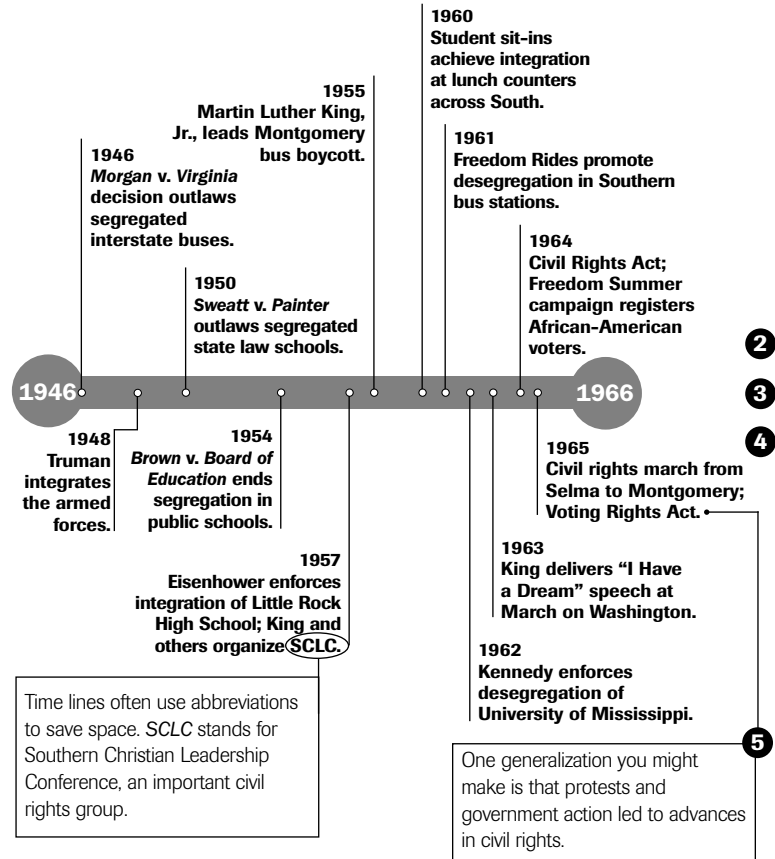 1960
Student sit-ins
achieve integration
at lunch counters
across South.
1955
Martin Luther King,
Jr., leads Montgomery
bus boycott.
1946
Morgan v. Virginia
decision outlaws
segregated
interstate buses.
1961
Freedom Rides promote
desegregation in Southern
bus stations.
1950
Sweatt v. Painter
outlaws segregated
state law schools.
1964
Civil Rights Act;
Freedom Summer
campaign registers
African-American
voters.
2
1946
1966
3
4
1948
Truman
integrates
the armed
forces.
1954
Brown v. Board of
Education ends
segregation in
public schools.
1965
Civil rights march from
Selma to Montgomery;
Voting Rights Act.
1957
Eisenhower enforces
integration of Little Rock
High School; King and
others organize SCLC.
1963
King delivers “I Have
a Dream” speech at
March on Washington.
1962
Kennedy enforces
desegregation of
University of Mississippi.
Time lines often use abbreviations
to save space. SCLC stands for
Southern Christian Leadership
Conference, an important civil
rights group.
5
One generalization you might
make is that protests and
government action led to advances
in civil rights.